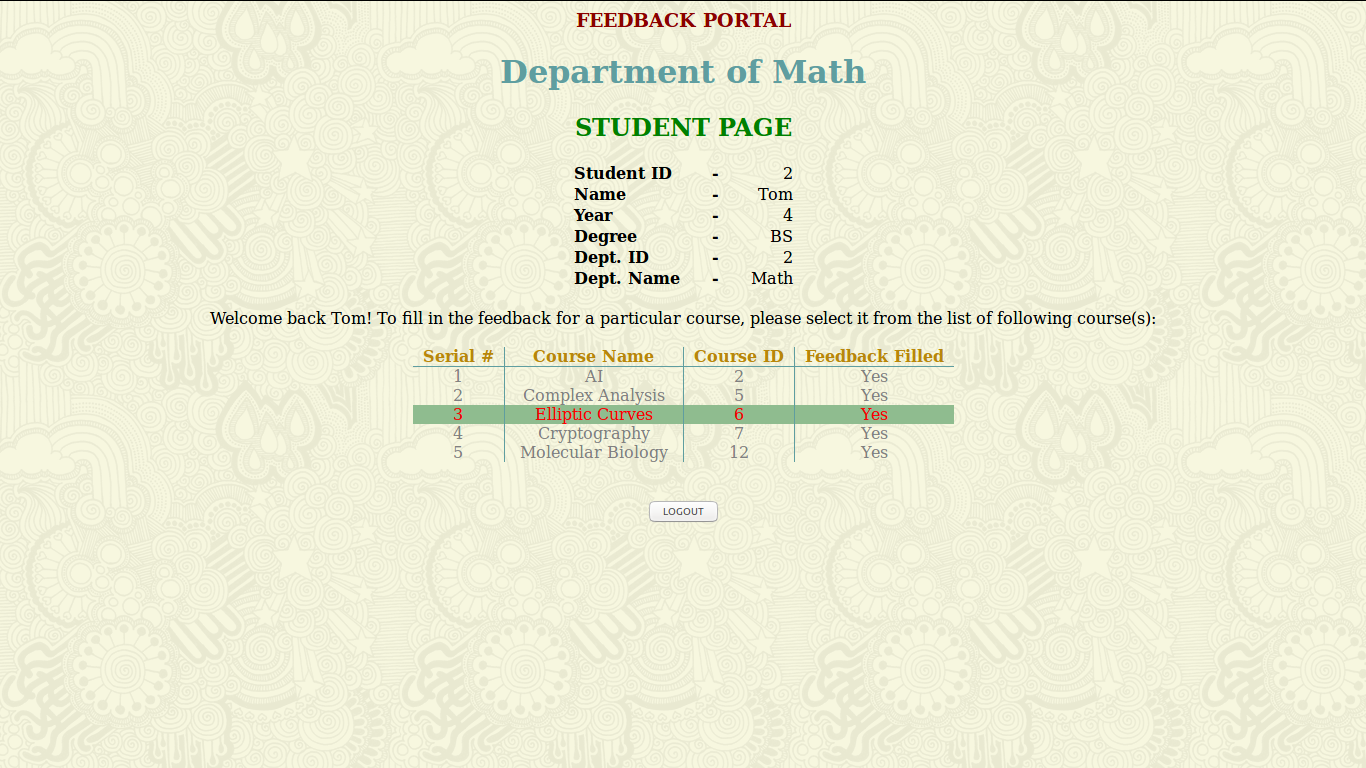 FEEDBACK PORTAL
Department of Math
STUDENT PAGE
Student ID - 2
Name - Tom
Year - 4
Degree - BS
Dept. ID - 2
Dept. Name - Math
Welcome back Tom! To fill in the feedback for a particular course, please select it from the list of following course(s):
Serial # Course Name Course ID Feedback Filled
1 AI 2 Yes
2 Complex Analysis 5 Yes
3 Elliptic Curves 6 Yes
4 Cryptography 7 Yes
5 Molecular Biology 12 Yes
LOGOUT